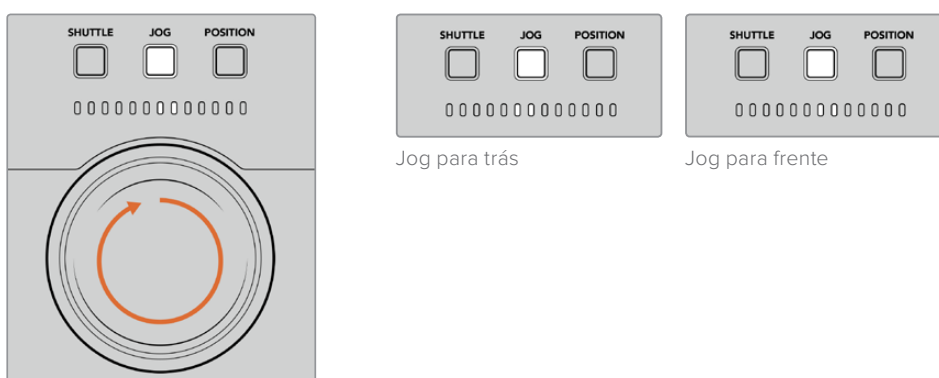 SHUTTLE JOG POSITION
SHUTTLE JOG POSITION
SHUTTLE JOG POSITION
Jog para trás
Jog para frente